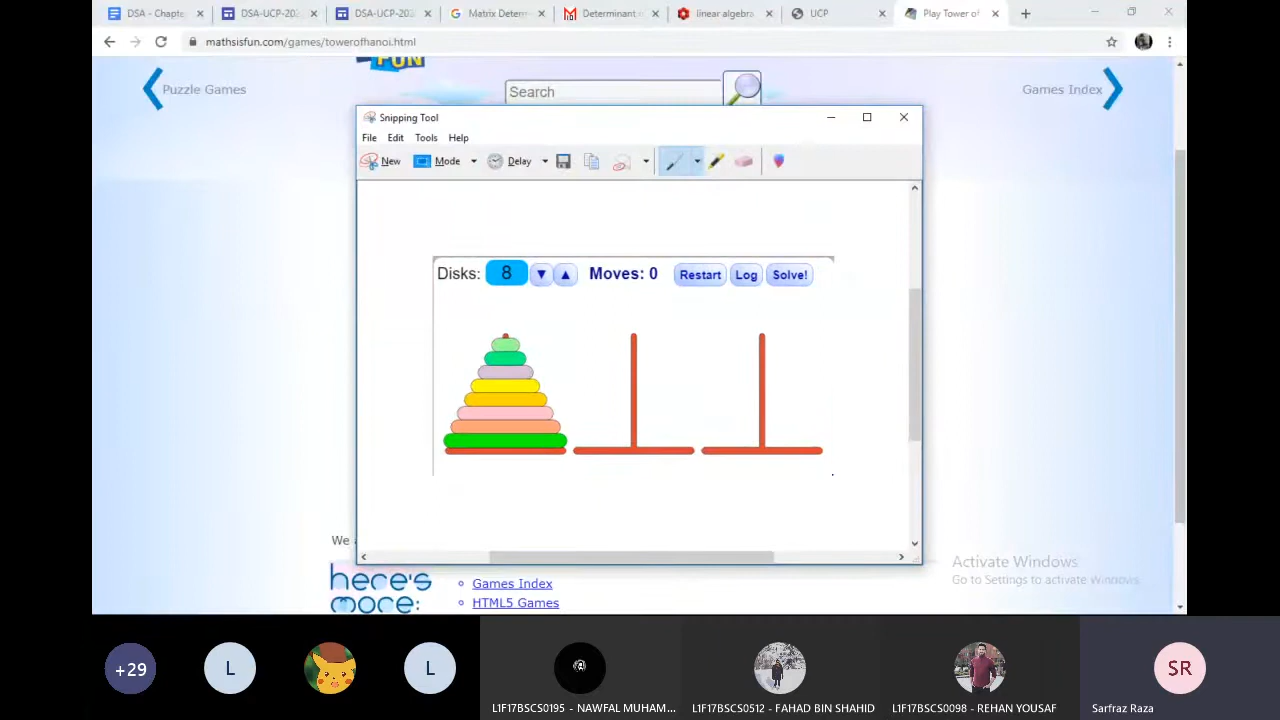 DSA - Chapte
DSA-UCP-202
DSA-UCP-202
Matrix Deterr
Determinant
linear algebra
UCP
Play Tower of
mathsisfun.com/games/towerofhanoi.html
FUN
Puzzle Games
Search
Games Index
Snipping Tool
File Edit Tools Help
New Mode Delay
Disks: 8 Moves: 0 Restart Log Solve!
We
here's more:
Games Index
HTML5 Games
Activate Windows
Go to Settings to activate Windows.
+29
L
L
SR
L1F17BSCS0195 - NAWFAL MUHAM...
L1F17BSCS0512 - FAHAD BIN SHAHID
L1F17BSCS0098 - REHAN YOUSAF
Sarfraz Raza